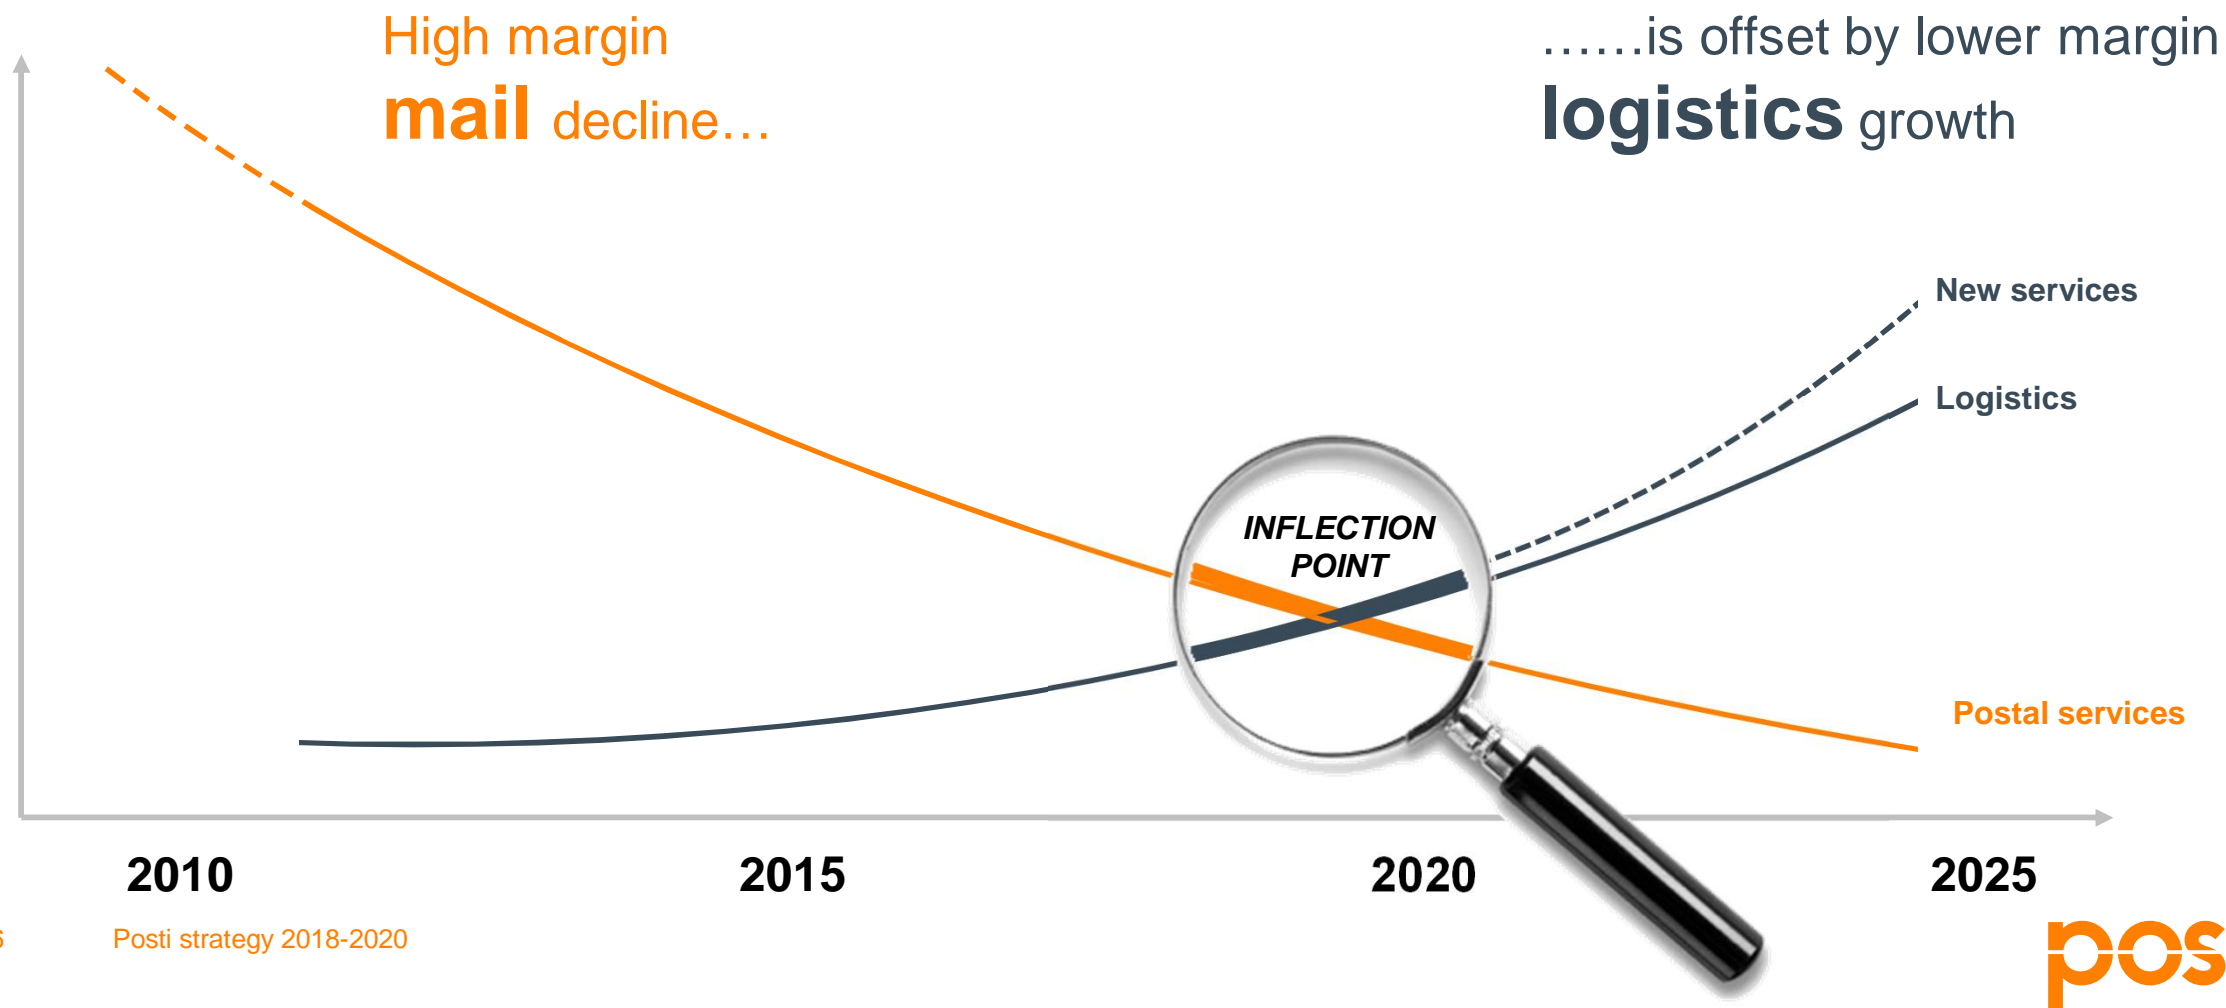 High margin
mail decline…
……is offset by lower margin
logistics growth
New services
Logistics
INFLECTION
POINT
Postal services
2010
2015
2020
2025
6
Posti strategy 2018-2020
pos